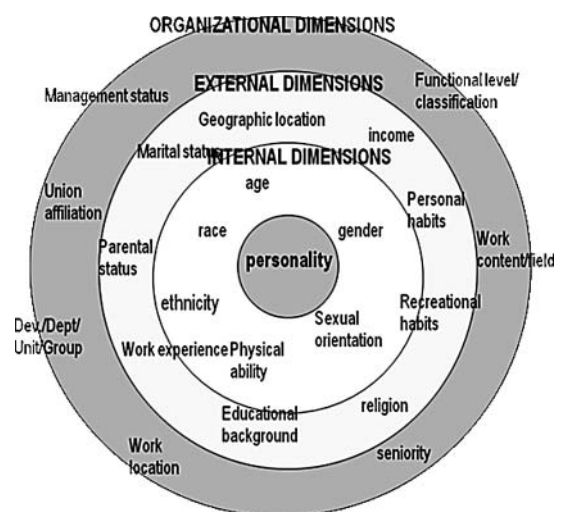 ORGANIZATIONAL DIMENSIONS
EXTERNAL DIMENSIONS
Functional level/
classification
Management status
Geographic location
income
Marital status
INTERNAL DIMENSIONS
age
Union
affiliation
Personal
habits
race
gender
Parental
status
Work
content/field
personality
ethnicity
Recreational
habits
Sexual
orientation
Dev./Dept/
Unit/Group
Work experience
Physical
ability
religion
Educational
background
Work
location
seniority